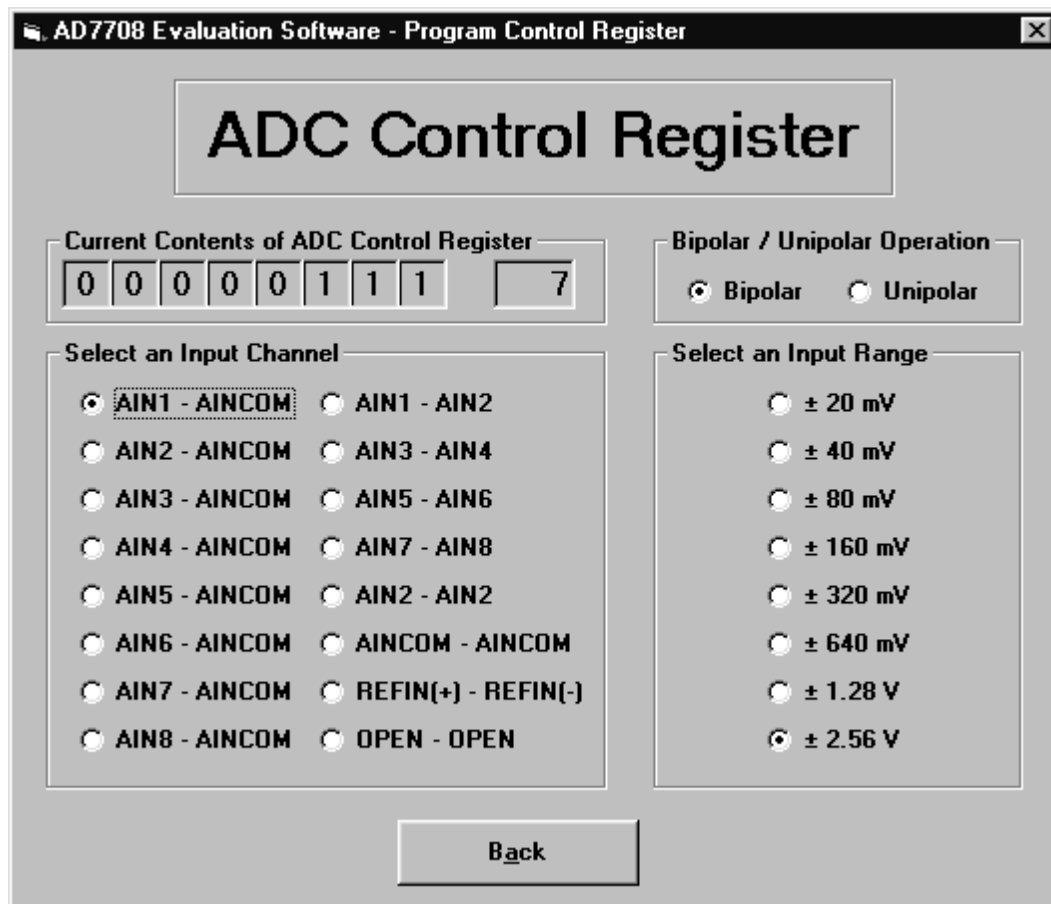 AD7708 Evaluation Software - Program Control Register
ADC Control Register
Current Contents of ADC Control Register
0 0 0 0 0 1 1 1 7
Bipolar / Unipolar Operation
Bipolar Unipolar
Select an Input Channel
AIN1 - AINCOM AIN1 - AIN2
AIN2 - AINCOM AIN3 - AIN4
AIN3 - AINCOM AIN5 - AIN6
AIN4 - AINCOM AIN7 - AIN8
AIN5 - AINCOM AIN2 - AIN2
AIN6 - AINCOM AINCOM - AINCOM
AIN7 - AINCOM REFIN(+) - REFIN(-)
AIN8 - AINCOM OPEN - OPEN
Select an Input Range
± 20 mV
± 40 mV
± 80 mV
± 160 mV
± 320 mV
± 640 mV
± 1.28 V
± 2.56 V
Back